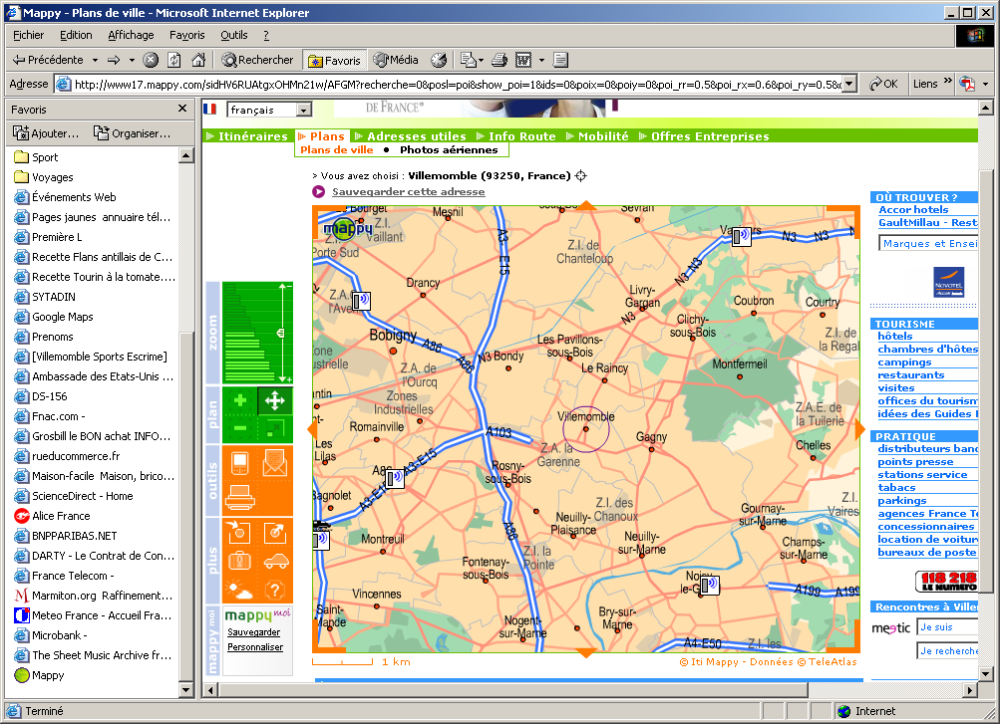 Mappy - Plans de ville - Microsoft Internet Explorer
Fichier Edition Affichage Favoris Outils ?
Précédente Rechercher Favoris Média
Adresse http://www17.mappy.com/sidHV6RUAtgxOHMn21w/AFGM?recherche=0&posl=poi&show_poi=1&ids=0&poix=0&poiy=0&poi_rr=0.5&poi_rx=0.6&poi_ry=0.5& OK Liens
Favoris
Ajouter... Organiser...
Sport
Voyages
Événements Web
Pages jaunes annuaire tél...
Première L
Recette Flans antillais de C...
Recette Tourin à la tomate....
SYTADIN
Google Maps
Prenoms
[Villemomble Sports Escrime]
Ambassade des Etats-Unis ...
DS-156
Fnac.com -
Grosbill le BON achat INFO...
rueducommerce.fr
Maison-facile Maison, brico...
ScienceDirect - Home
Alice France
BNPPARIBAS.NET
DARTY - Le Contrat de Con...
France Telecom -
Marmiton.org Raffinement...
Meteo France - Accueil Fra...
Microbank -
The Sheet Music Archive fr...
Mappy
français
DE FRANCE
Itinéraires Plans Adresses utiles Info Route Mobilité Offres Entreprises
Plans de ville • Photos aériennes
> Vous avez choisi : Villemomble (93250, France)
Sauvegarder cette adresse
zoom
plan
outils
plus
mappy moi
mappy moi
Sauvegarder
Personnaliser
mappy
Bourget
Mesnil
Sevran
Z.I.
vaillant
Porte Sud
A3
E15
Z.I. de
Chanteloup
N3 N3
N3 N3
Drancy
Z.A.
l'Aven
Livry-
Gargan
N3
Coubron
Courtry
Bobigny
A86
A86
N3 Bondy
Les Pavillons-
sous-Bois
Clichy-
sous-Bois
Z.I. de
la Regal
Zone
ustrielle
Z.A. de
l'Ourcq
Le Raincy
Montfermeil
Zones
Industrielles
antin
Villemomble
Z.A.E. de
la Tuilerie
Romainville
A103
Gagny
Chelles
Les
Lilas
Z.A. la
Garenne
A3-E15
Rosny-
sous-Bois
Bagnolet
Z.I. des
Chanoux
Z.I.
Vaires
Gournay-
sur-Marne
Neuilly-
Plaisance
A86
Montreuil
Neuilly-
sur-Marne
Champs-
sur-Marne
Z.I. la
Pointe
Fontenay-
sous-Bois
le-G
Vincennes
A199 A199
Saint-
Mande
Nogent-
sur-Marne
Bry-sur-
Marne
A4-E50
Z.I. les
1 km
© Iti Mappy - Données © TeleAtlas
OÙ TROUVER ?
Accor hotels
GaultMillau - Rest
Marques et Ensei
NOVOTEL
TOURISME
hôtels
chambres d'hôtes
campings
restaurants
visites
offices du tourism
idées des Guides
PRATIQUE
distributeurs banc
points presse
stations service
tabacs
parkings
agences France Te
concessionnaires
location de voitur
bureaux de poste
118 218
LE NUMÉRO
Rencontres à Ville
meetic Je suis
Je recherche
Terminé
Internet